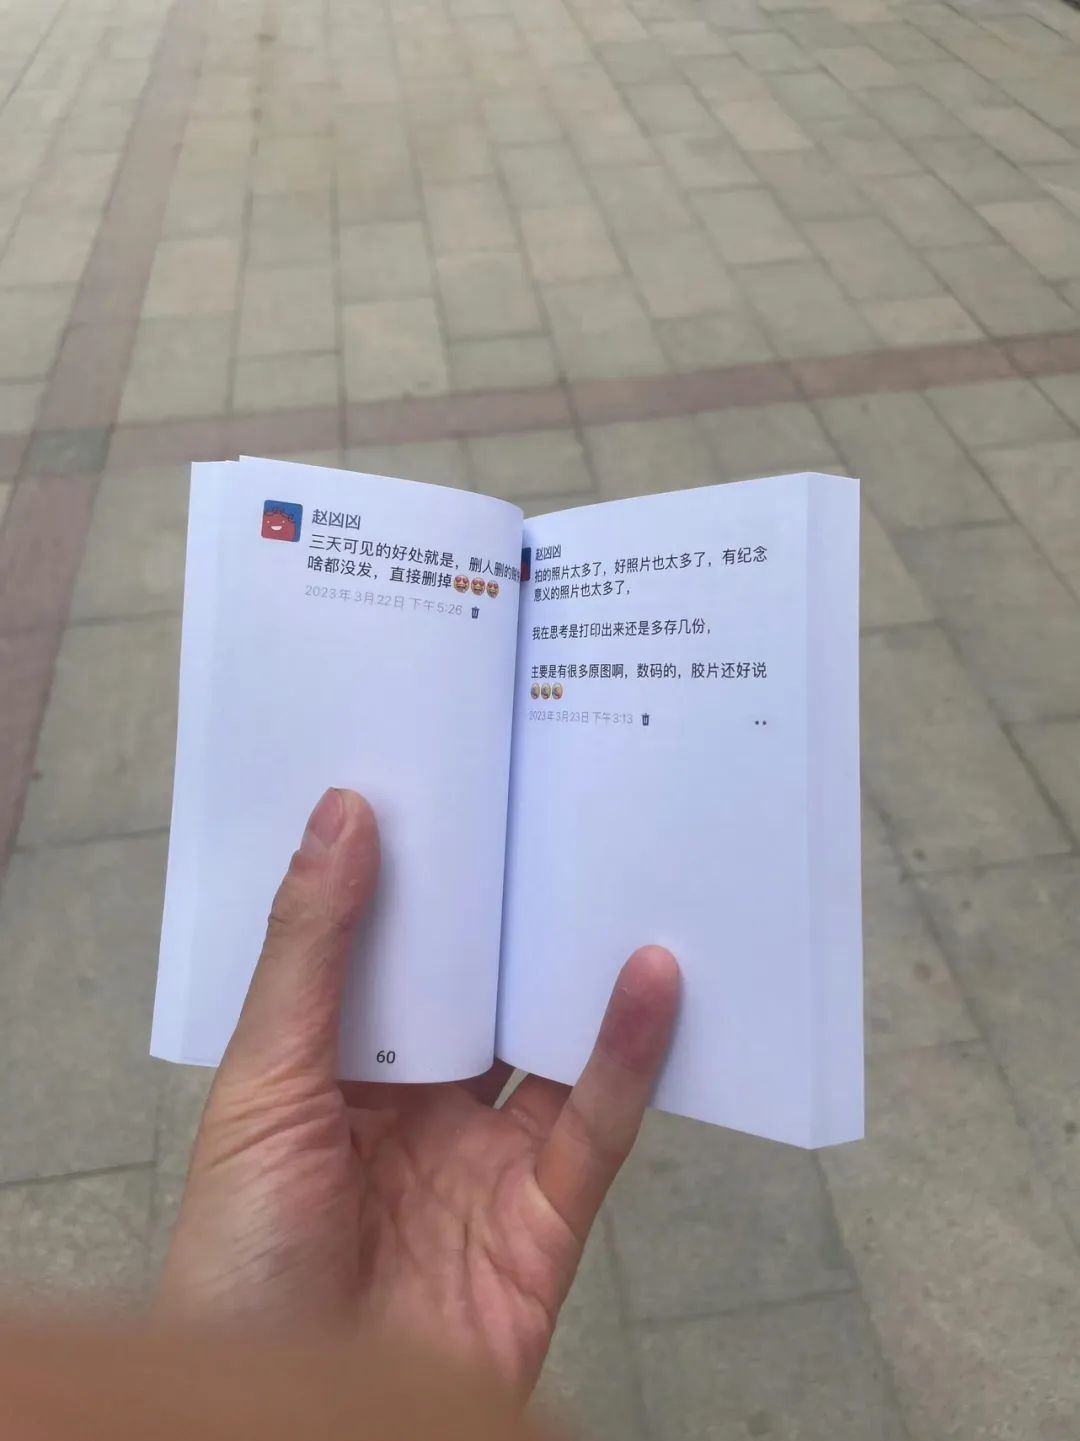 赵凶凶
三天可见的好处就是，删人删的
啥都没发，直接删掉😍😍😍
2023年3月22日 下午5:26
60
赵凶凶
拍的照片太多了，好照片也太多了，有纪念
意义的照片也太多了，
我在思考是打印出来还是多存几份，
主要是有很多原图啊，数码的，胶片还好说
🤣🤣🤣
2023年3月23日 下午3:13